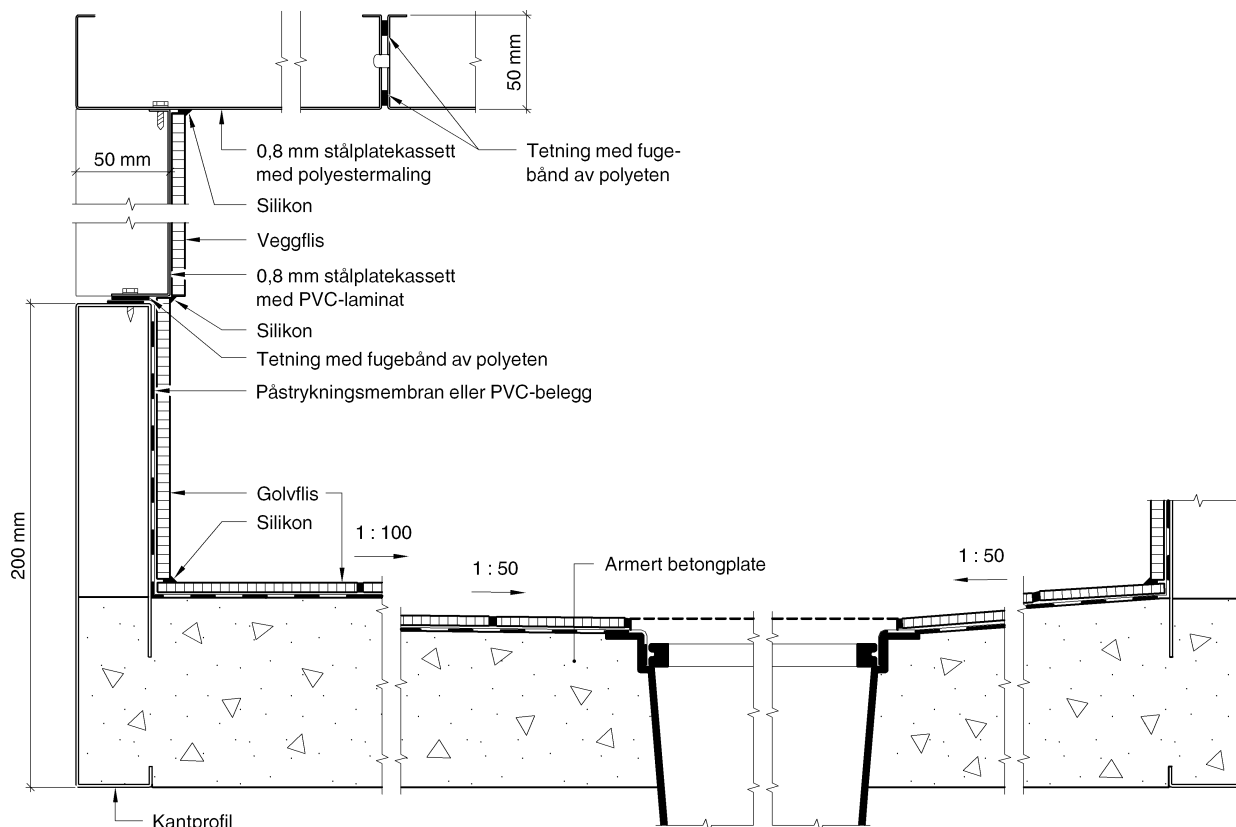 50 mm
0,8 mm stålplatekassett
med polyestermaling
Tetning med fuge-
bånd av polyeten
50 mm
Silikon
Veggflis
0,8 mm stålplatekassett
med PVC-laminat
Silikon
Tetning med fugebånd av polyeten
Påstrykningsmembran eller PVC-belegg
200 mm
Golvflis
Silikon
1 : 100
1 : 50
Armert betongplate
1 : 50
Kantprofil